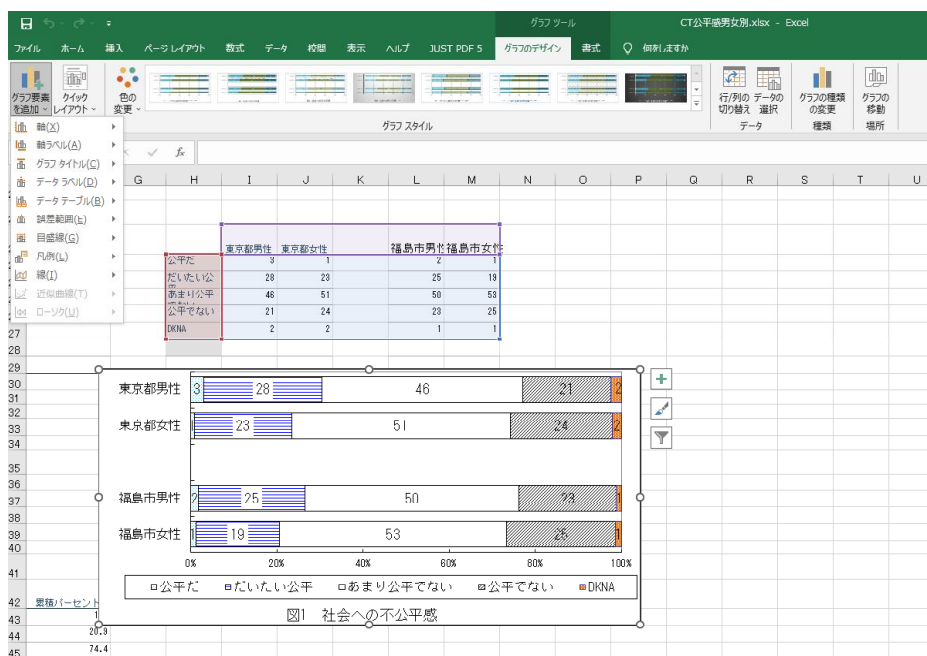 グラフ ツール CT公平感男女別.xlsx - Excel
ファイル ホーム 挿入 ページ レイアウト 数式 データ 校閲 表示 ヘルプ JUST PDF 5 グラフのデザイン 書式 何をしますか
グラフ要素を追加 クイックレイアウト 色の変更 行/列の切り替え データの選択 グラフの種類の変更 グラフの移動
グラフ スタイル データ 種類 場所
軸(X)
軸ラベル(A)
グラフ タイトル(C)
データ ラベル(D)
データ テーブル(B)
誤差範囲(E)
目盛線(G)
凡例(L)
線(I)
近似曲線(T)
ローソク(U)
fx
G H I J K L M N O P Q R S T U
東京都男性 東京都女性 福島市男性 福島市女性
公平だ 3 1 2 1
だいたい公 28 23 25 19
あまり公平 46 51 50 53
公平でない 21 24 23 25
DKNA 2 2 1 1
27
28
29
30
31
32
33
34
35
36
37
38
39
40
41
42 累積パーセント
43 1
44 20.9
45 74.4
東京都男性 3 28 46 21 2
東京都女性 1 23 51 24 2
福島市男性 2 25 50 23 1
福島市女性 1 19 53 25 1
0% 20% 40% 60% 80% 100%
公平だ だいたい公平 あまり公平でない 公平でない DKNA
図1 社会への不公平感